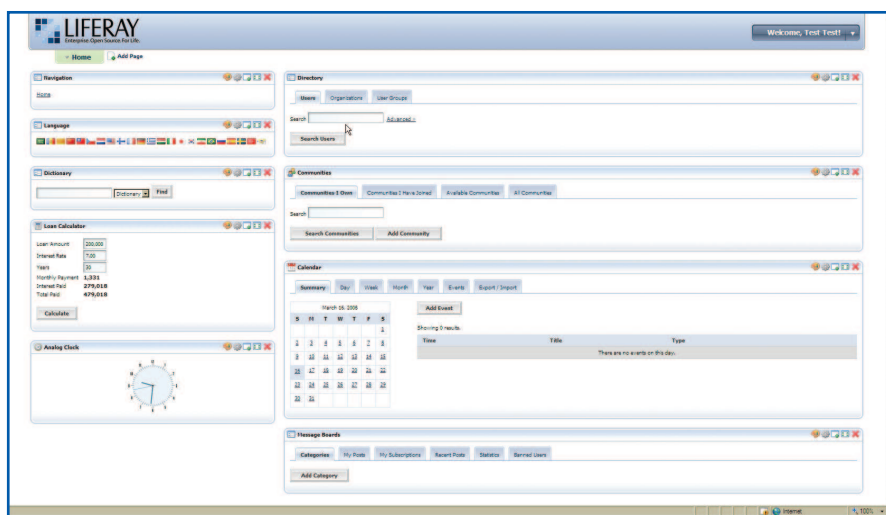 LIFERAY
Enterprise Open Source For Life.
Welcome, Test Test!
Home
Add Page
Navigation
Home
Language
Dictionary
Dictionary
Find
Loan Calculator
Loan Amount 200,000
Interest Rate 7.00
Years 30
Monthly Payment 1,331
Interest Paid 279,018
Total Paid 479,018
Calculate
Analog Clock
Directory
Users Organizations User Groups
Search Advanced »
Search Users
Communities
Communities I Own Communities I Have Joined Available Communities All Communities
Search
Search Communities Add Community
Calendar
Summary Day Week Month Year Events Export / Import
March 16, 2008
S M T W T F S
1
2 3 4 5 6 7 8
9 10 11 12 13 14 15
16 17 18 19 20 21 22
23 24 25 26 27 28 29
30 31
Add Event
Showing 0 results.
Time Title Type
There are no events on this day.
Message Boards
Categories My Posts My Subscriptions Recent Posts Statistics Banned Users
Add Category
Internet 100%